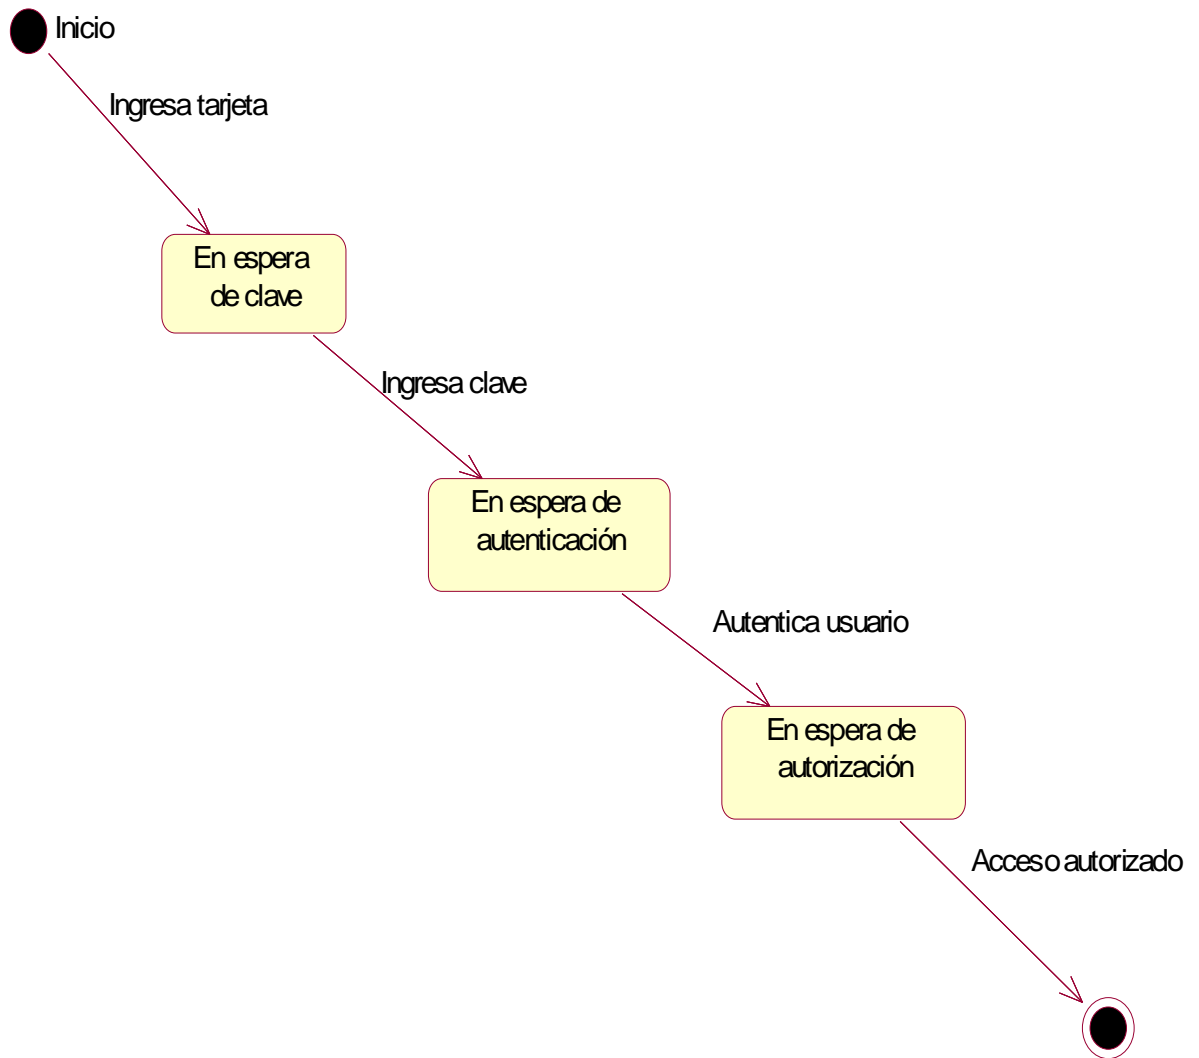 Inicio
Ingresa tarjeta
En espera
de clave
Ingresa clave
En espera de
autenticación
Autentica usuario
En espera de
autorización
Acceso autorizado